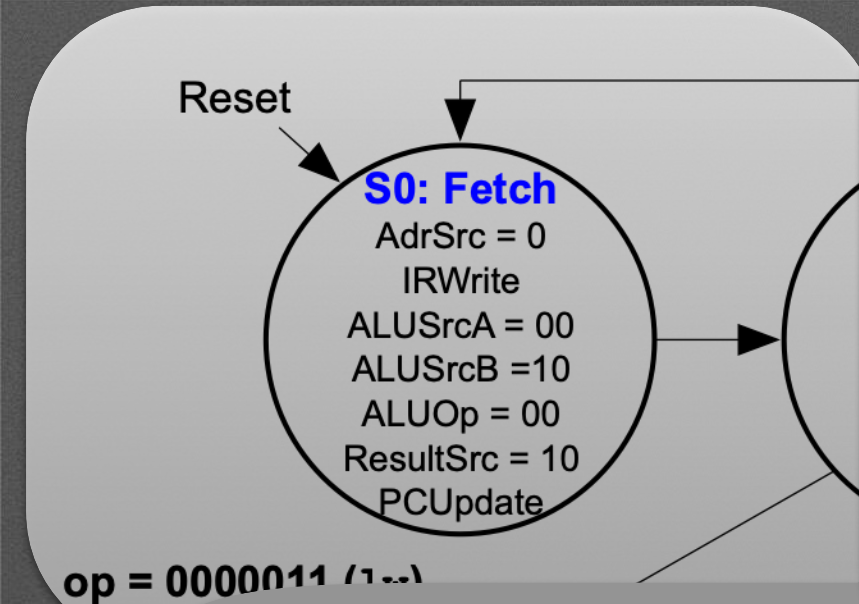 Reset
S0: Fetch
AdrSrc = 0
IRWrite
ALUSrcA = 00
ALUSrcB =10
ALUOp = 00
ResultSrc = 10
PCUpdate
op = 0000011